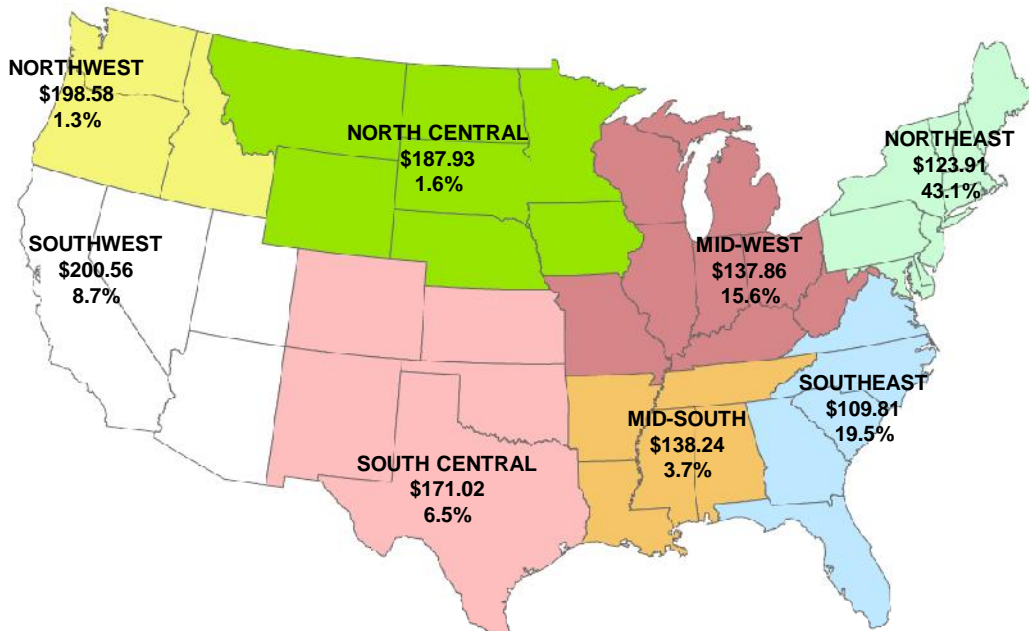 NORTHWEST
$198.58
1.3%
NORTH CENTRAL
$187.93
1.6%
NORTHEAST
$123.91
43.1%
SOUTHWEST
$200.56
8.7%
MID-WEST
$137.86
15.6%
SOUTHEAST
$109.81
19.5%
MID-SOUTH
$138.24
3.7%
SOUTH CENTRAL
$171.02
6.5%